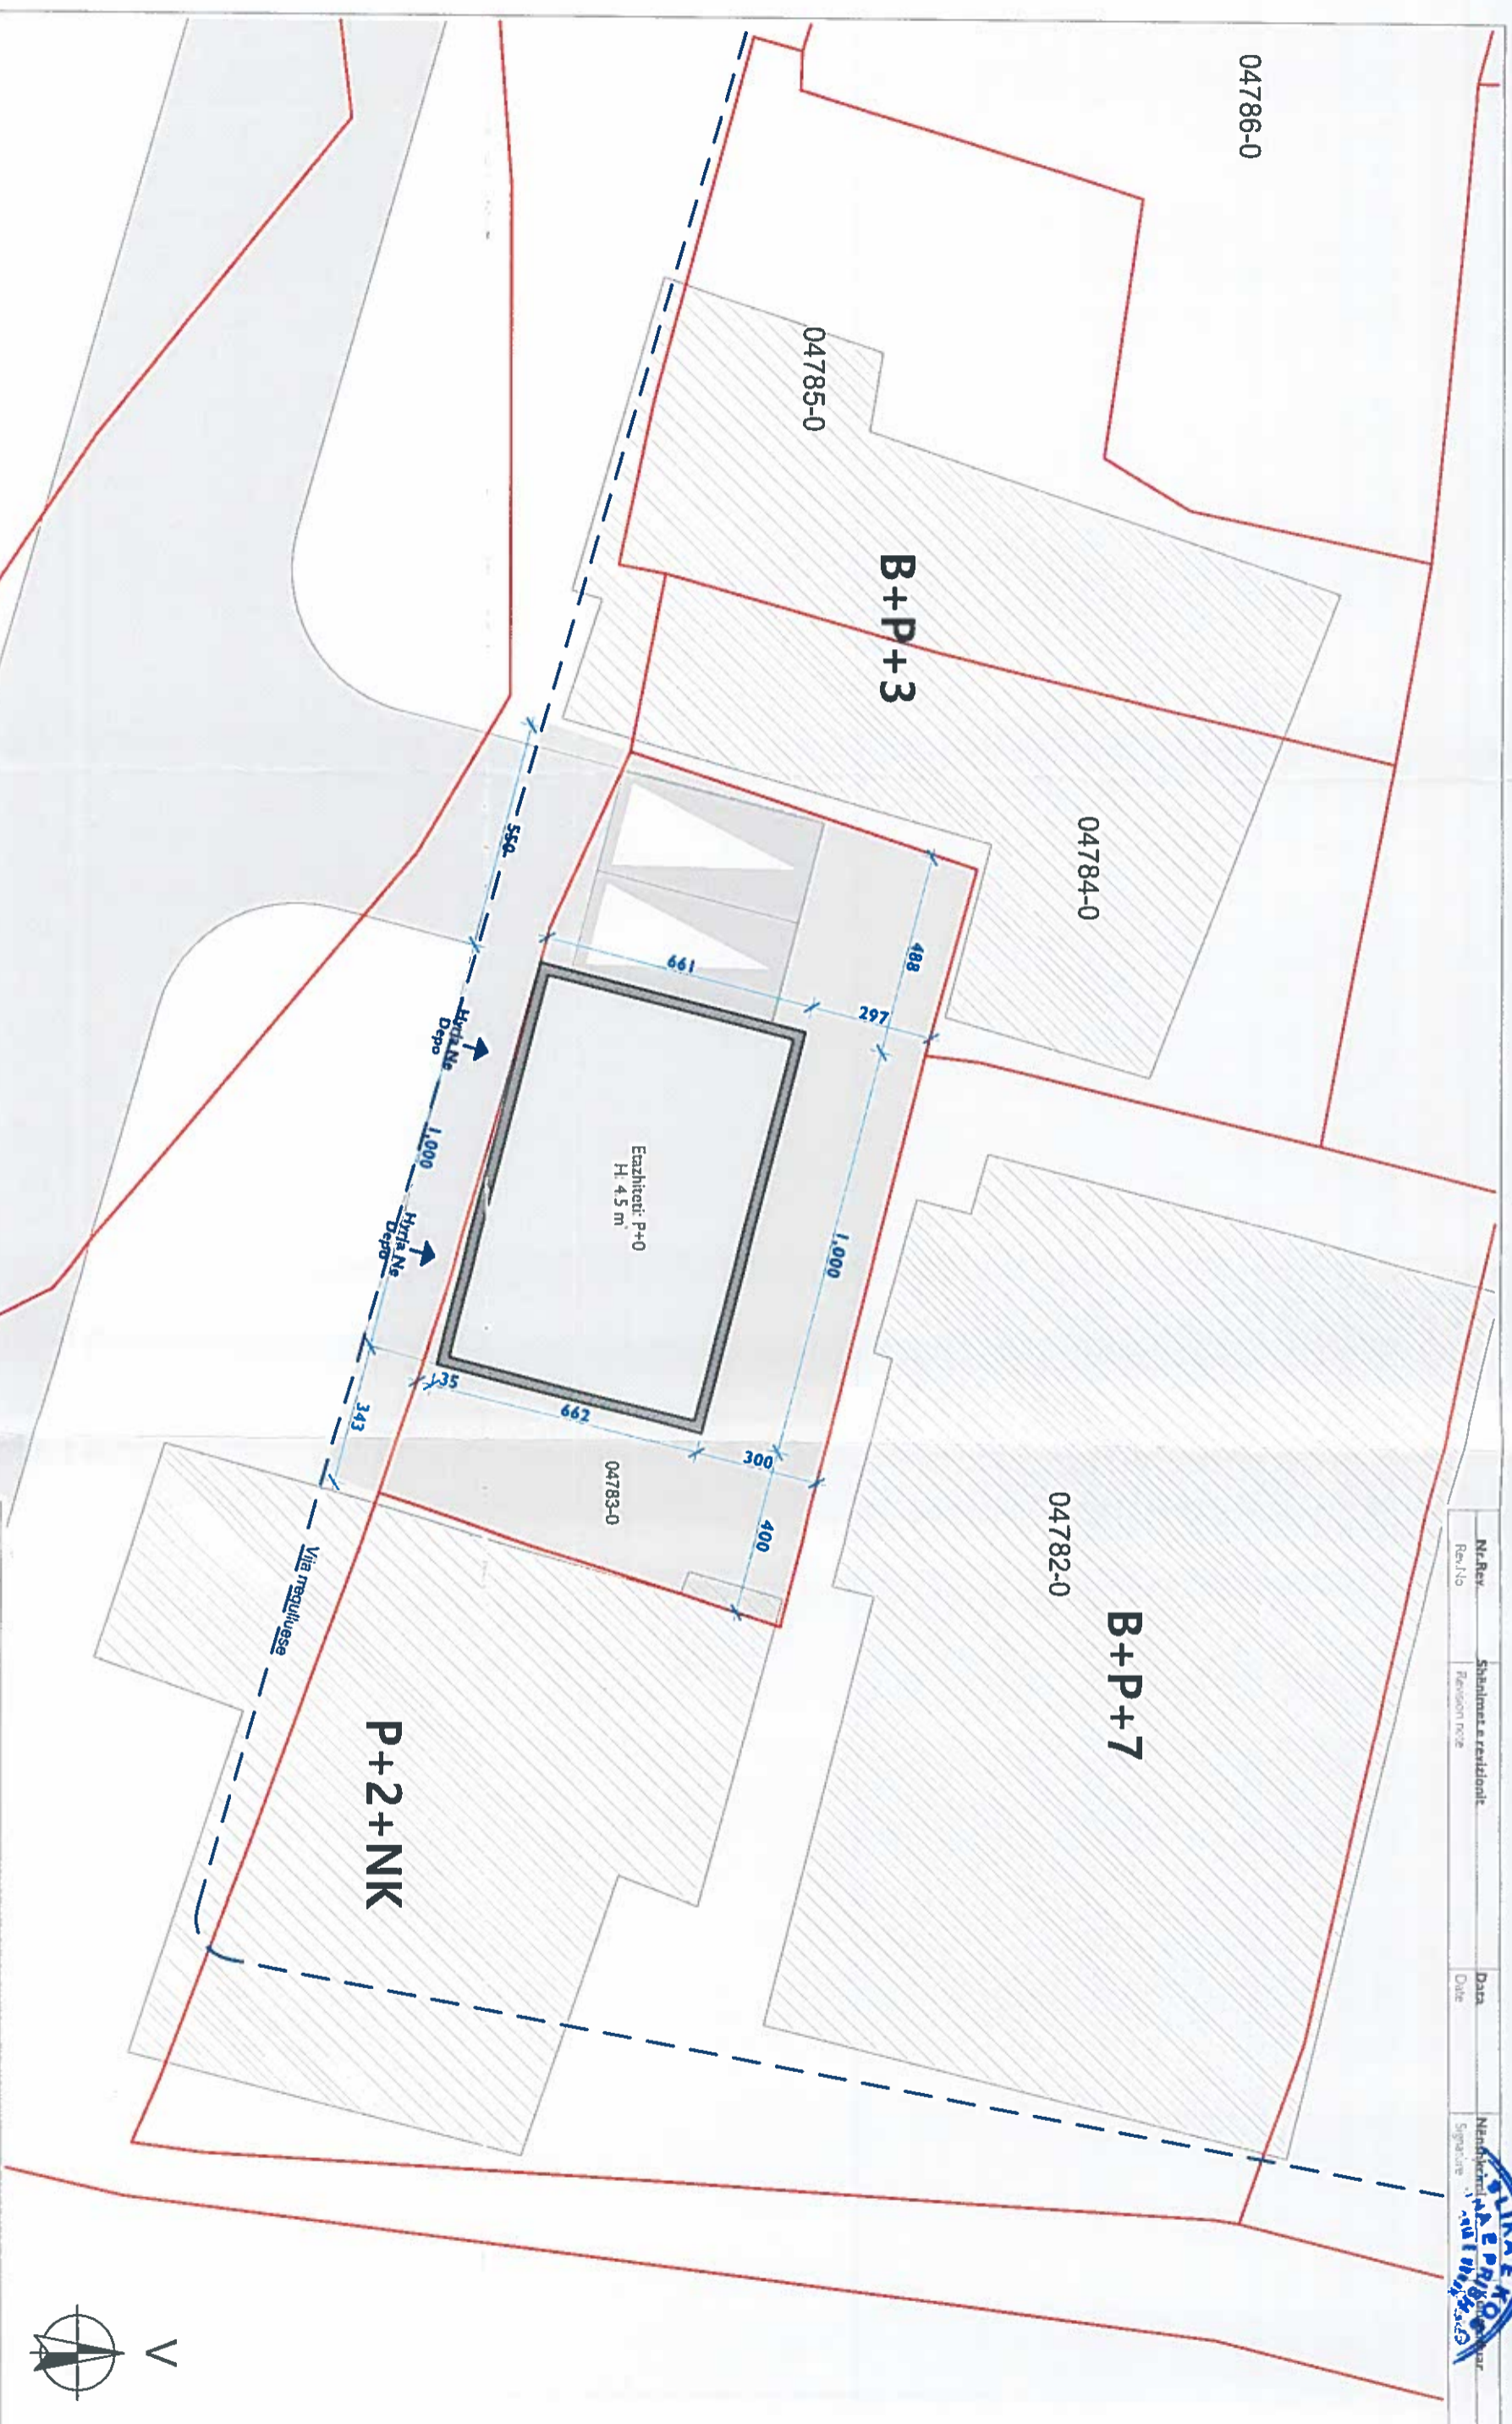 Nr.Rev.
Shënimet e revizionit
Data
Rev.No
Revision note
Date
Signature
04786-0
04785-0
B+P+3
04784-0
04782-0
B+P+7
488
297
661
550
1,000
300
400
Etazhiteti: P+0
H: 4.5 m
04783-0
662
135
343
1,000
Hyrja Ne
Depo
Hyrja Ne
Depo
Vija rregulluese
P+2+NK
V